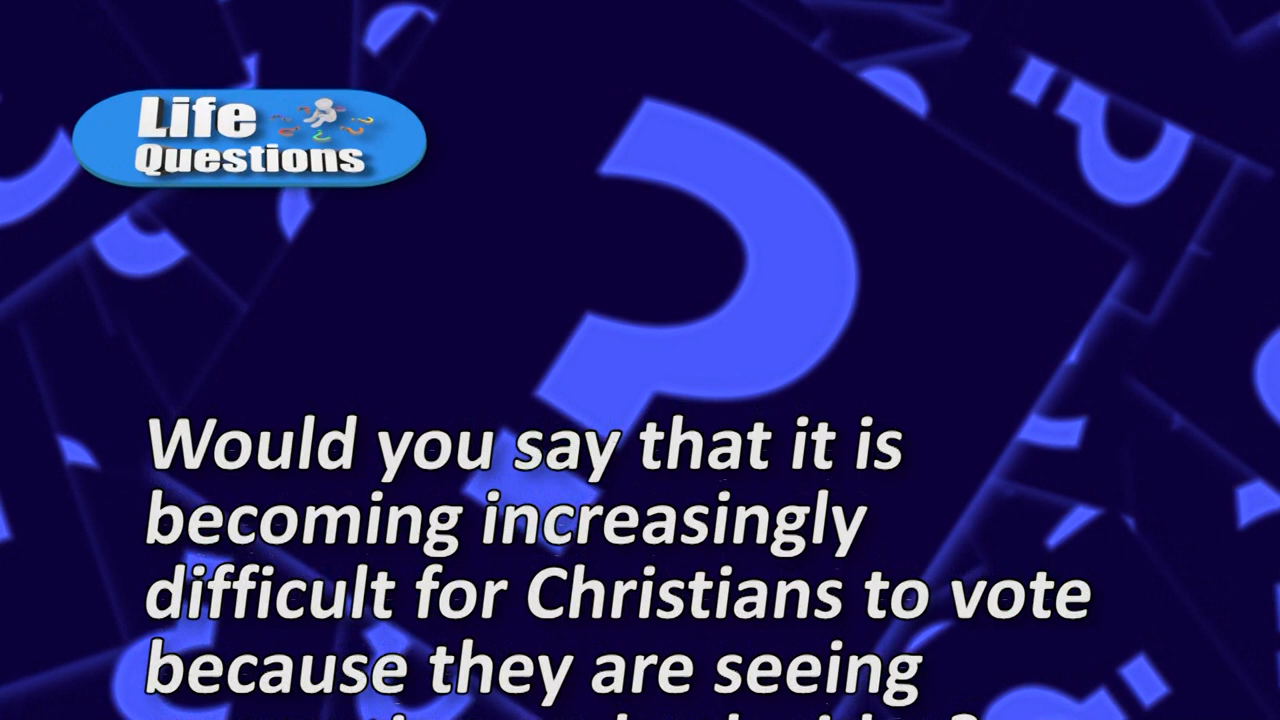 Life
Questions
Would you say that it is
becoming increasingly
difficult for Christians to vote
because they are seeing